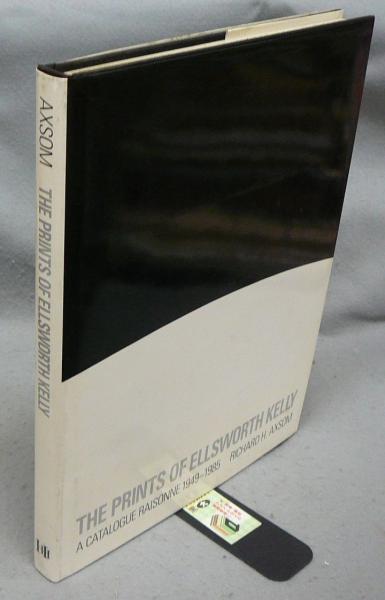 AXSOM THE PRINTS OF ELLSWORTH KELLY
THE PRINTS OF ELLSWORTH KELLY
A CATALOGUE RAISONNE 1949–1985 RICHARD H. AXSOM